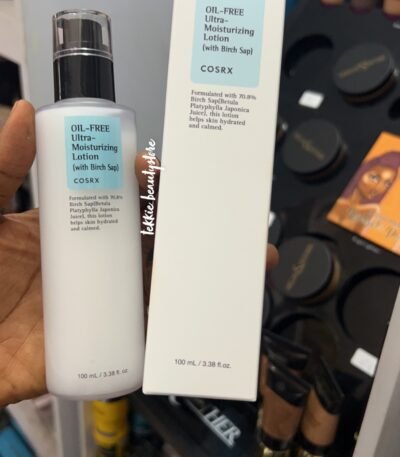 OIL-FREE
Ultra-
Moisturizing
Lotion
(with Birch Sap)
COSRX
Formulated with 70.8%
Birch Sap[Betula
Platyphylla Japonica
Juice], this lotion
helps skin hydrated
and calmed.
100 mL / 3.38 fl.oz.
tekkie beautystore
OIL-FREE
Ultra-
Moisturizing
Lotion
(with Birch Sap)
COSRX
Formulated with 70.8%
Birch Sap[Betula
Platyphylla Japonica
Juice], this lotion
helps skin hydrated
and calmed.
100 mL / 3.38 fl.oz.